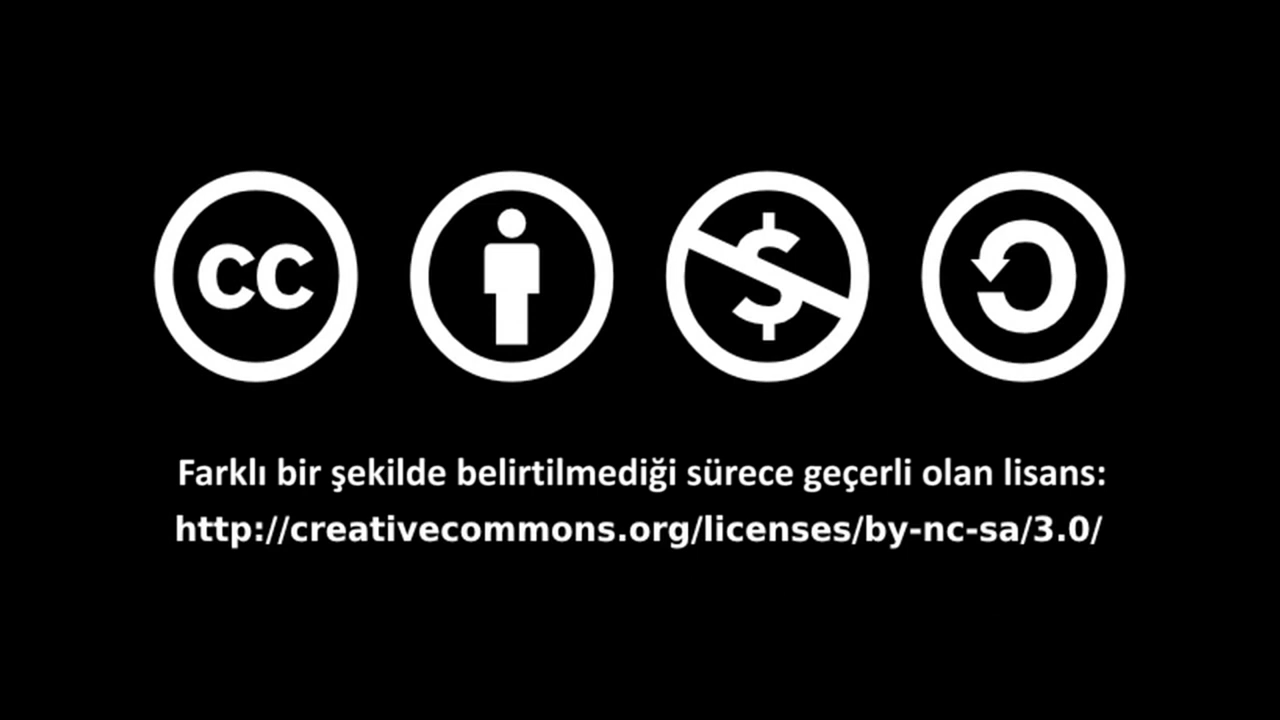 cc
$
Farklı bir şekilde belirtilmediği sürece geçerli olan lisans:
http://creativecommons.org/licenses/by-nc-sa/3.0/